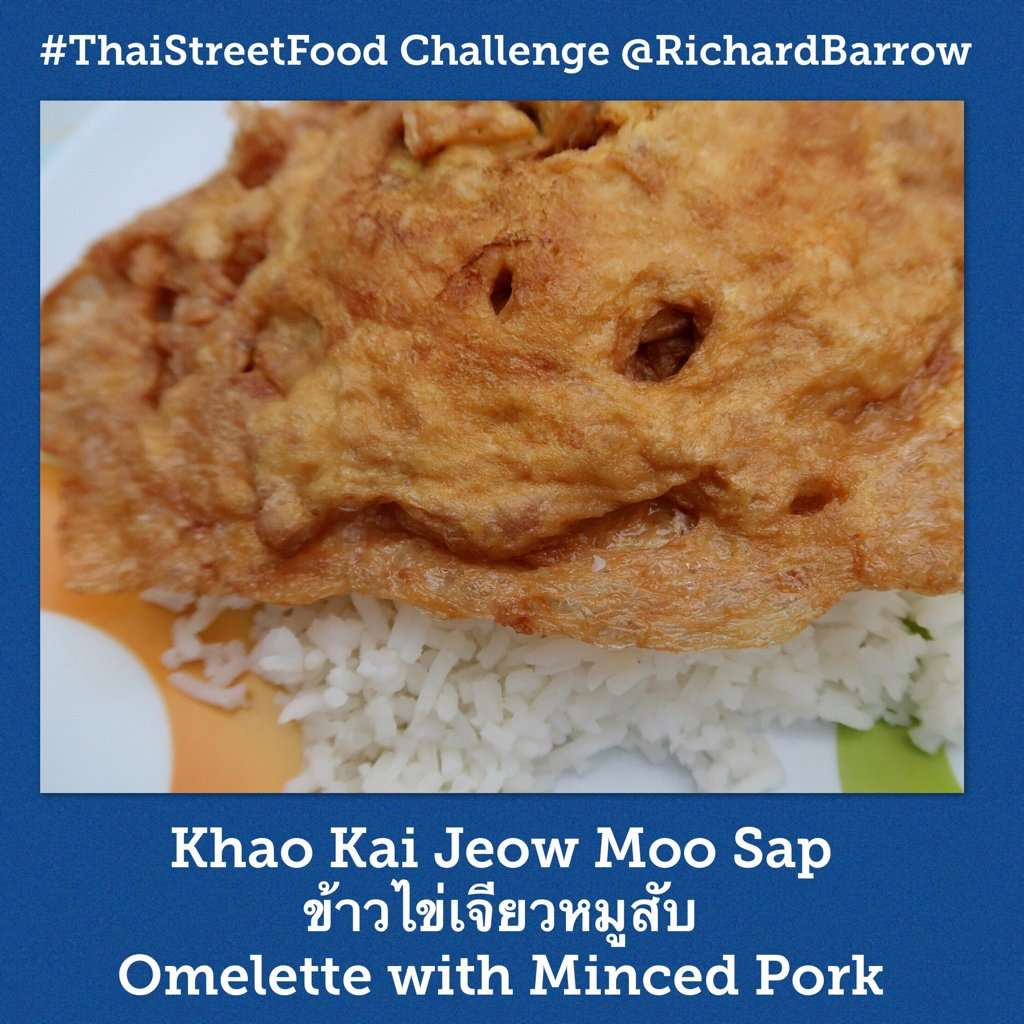 #ThaiStreetFood Challenge @RichardBarrow
Khao Kai Jeow Moo Sap
ข้าวไข่เจียวหมูสับ
Omelette with Minced Pork